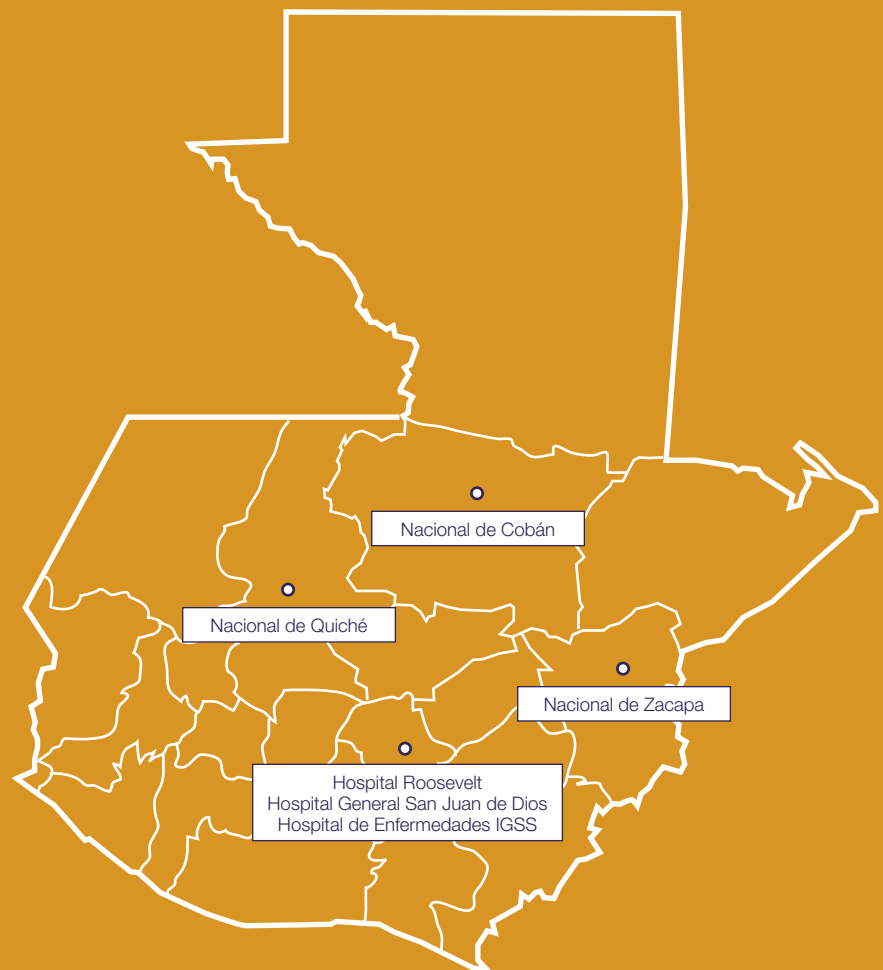 Nacional de Cobán
Nacional de Quiché
Nacional de Zacapa
Hospital Roosevelt
Hospital General San Juan de Dios
Hospital de Enfermedades IGSS